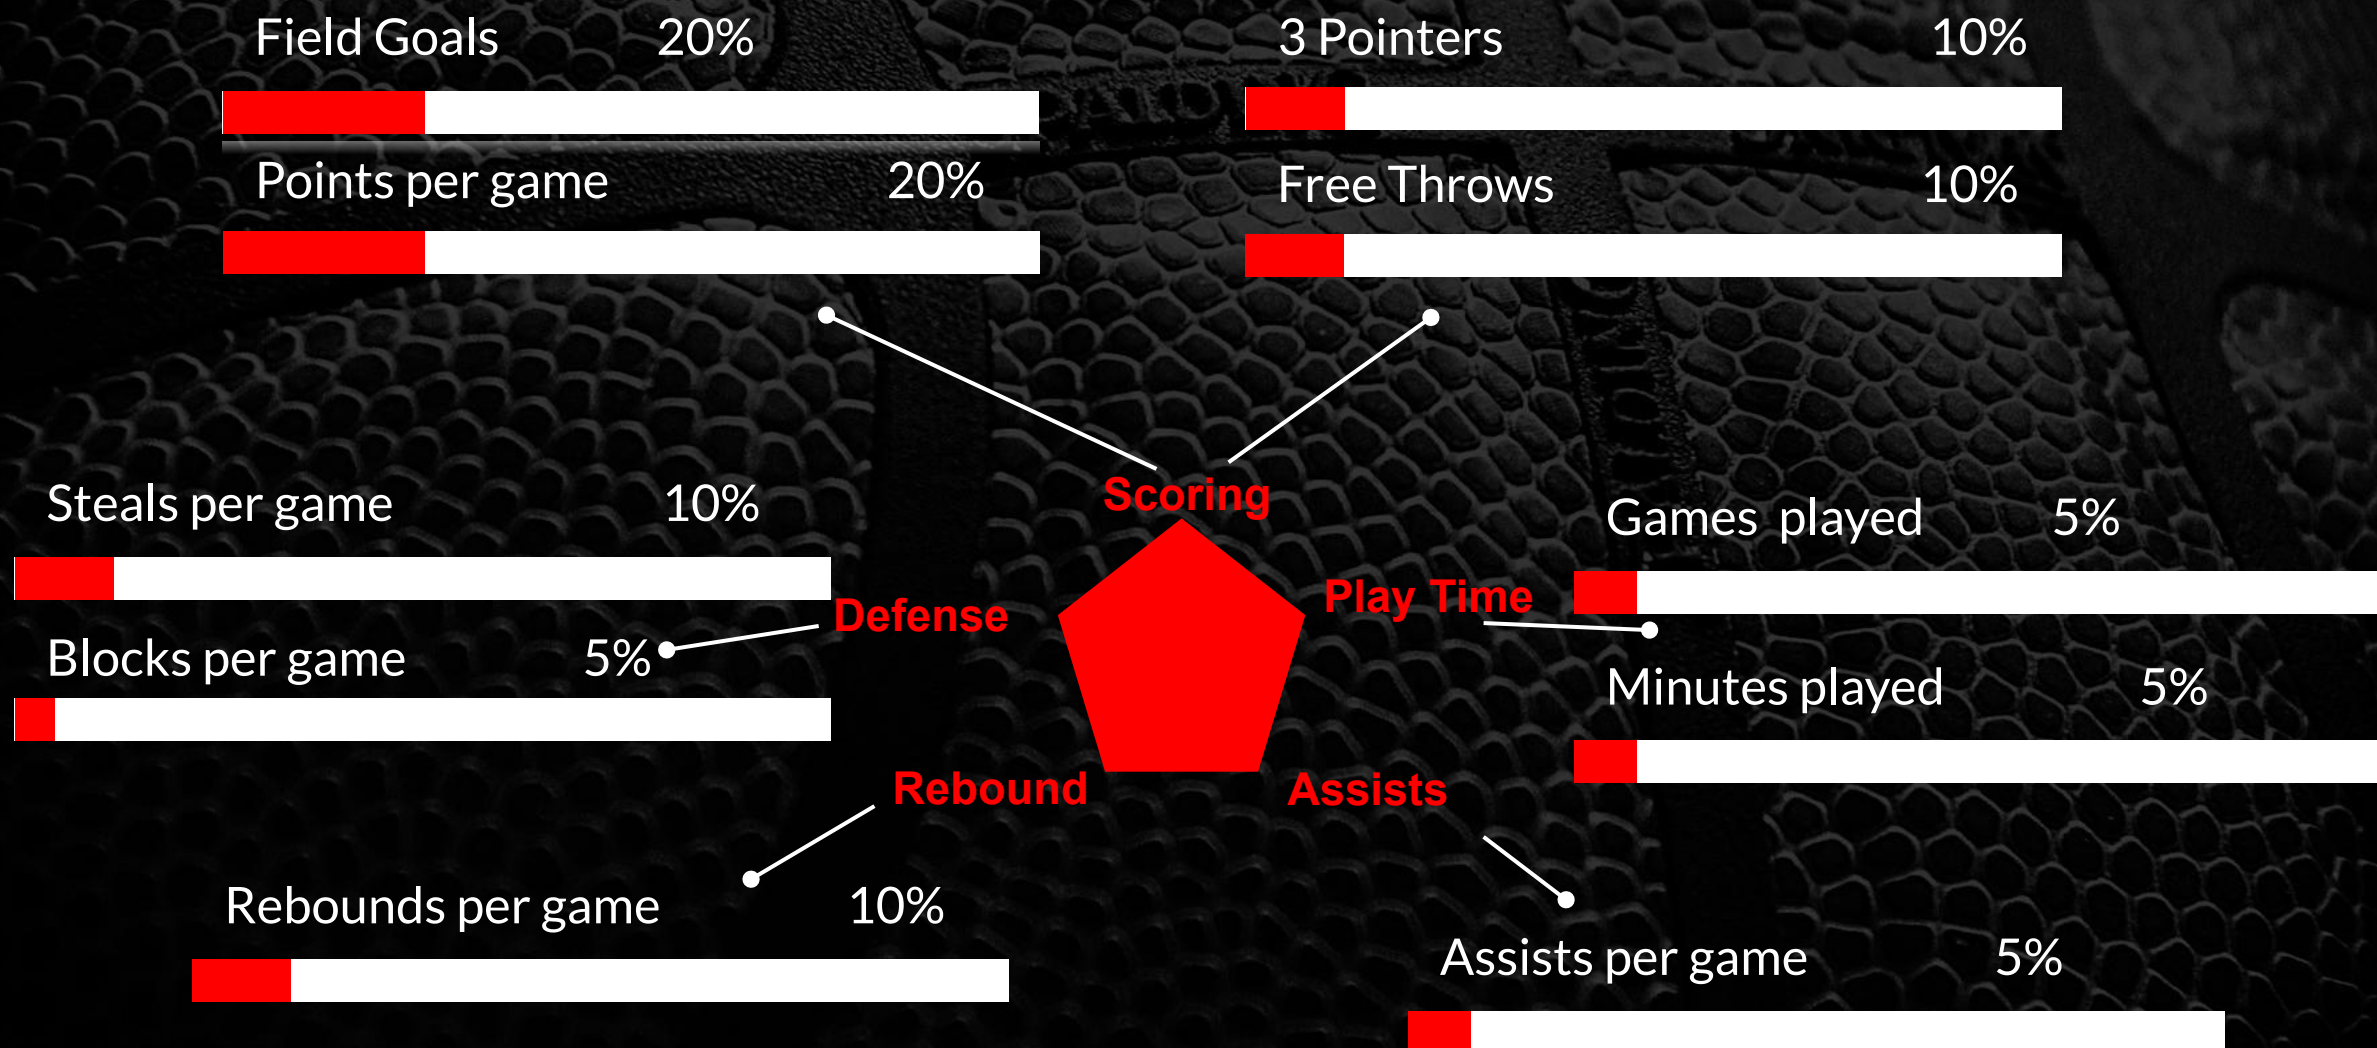 Field Goals 20%
3 Pointers 10%
Points per game 20%
Free Throws 10%
Scoring
Steals per game 10%
Games played 5%
Play Time
Defense
Blocks per game 5%
Minutes played 5%
Rebound
Assists
Rebounds per game 10%
Assists per game 5%